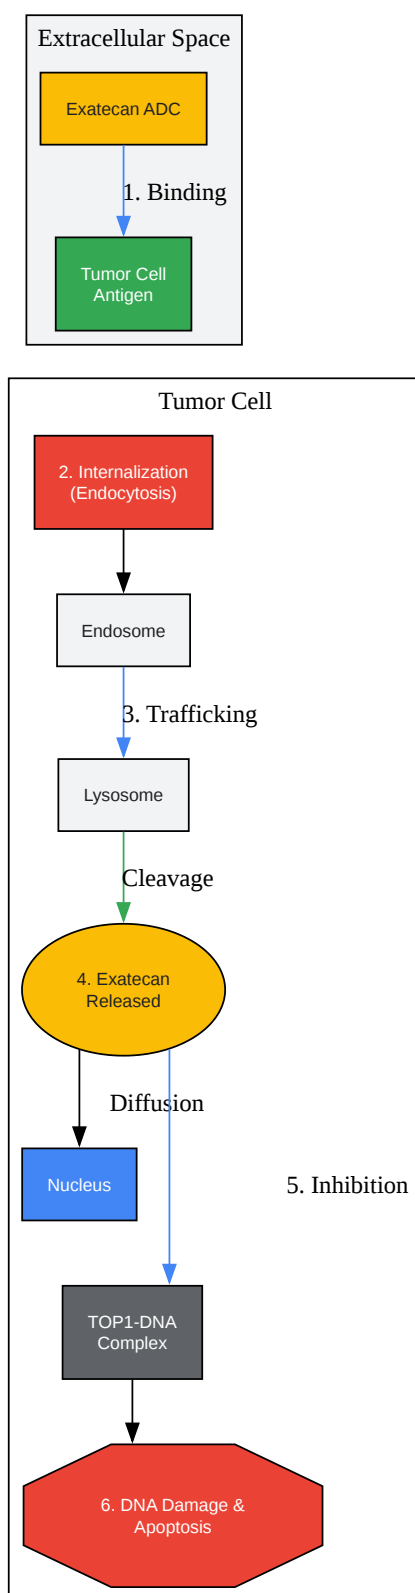 Extracellular Space
Exatecan ADC
1. Binding
Tumor Cell
Antigen
Tumor Cell
2. Internalization
(Endocytosis)
Endosome
3. Trafficking
Lysosome
Cleavage
4. Exatecan
Released
Diffusion
Nucleus
5. Inhibition
TOP1-DNA
Complex
6. DNA Damage &
Apoptosis